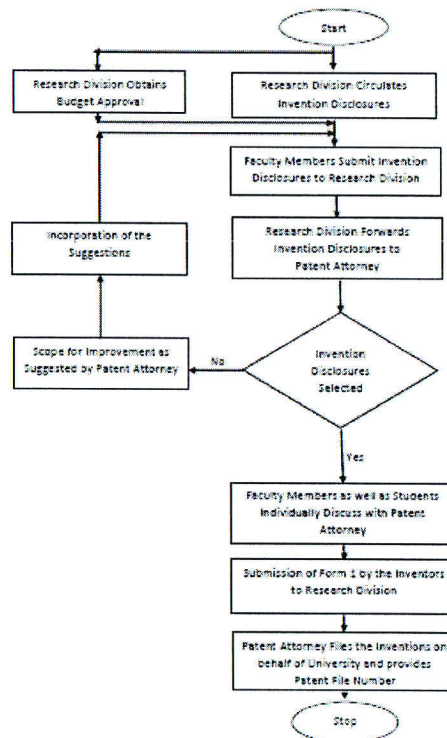 Start
Research Division Obtains
Budget Approval
Research Division Circulates
Invention Disclosures
Faculty Members Submit Invention
Disclosures to Research Division
Incorporation of the
Suggestions
Research Division Forwards
Invention Disclosures to
Patent Attorney
Scope for Improvement as
Suggested by Patent Attorney
No
Invention
Disclosures
Selected
Yes
Faculty Members as well as Students
Individually Discuss with Patent
Attorney
Submission of Form 1 by the Inventors
to Research Division
Patent Attorney Files the Inventions on
behalf of University and provides
Patent File Number
Stop